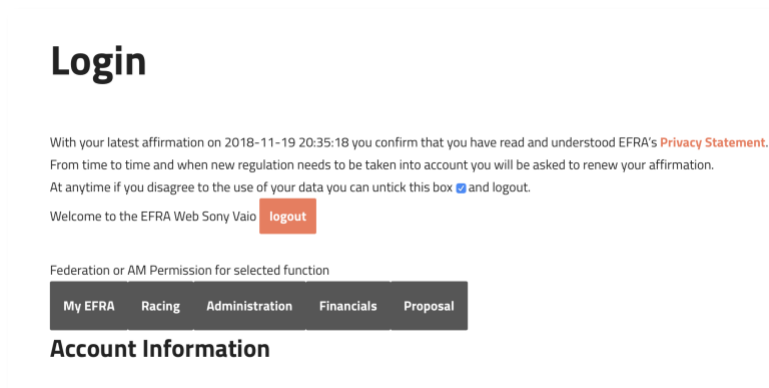 Login
With your latest affirmation on 2018-11-19 20:35:18 you confirm that you have read and understood EFRA's Privacy Statement.
From time to time and when new regulation needs to be taken into account you will be asked to renew your affirmation.
At anytime if you disagree to the use of your data you can untick this box and logout.
Welcome to the EFRA Web Sony Vaio logout
Federation or AM Permission for selected function
My EFRA Racing Administration Financials Proposal
Account Information